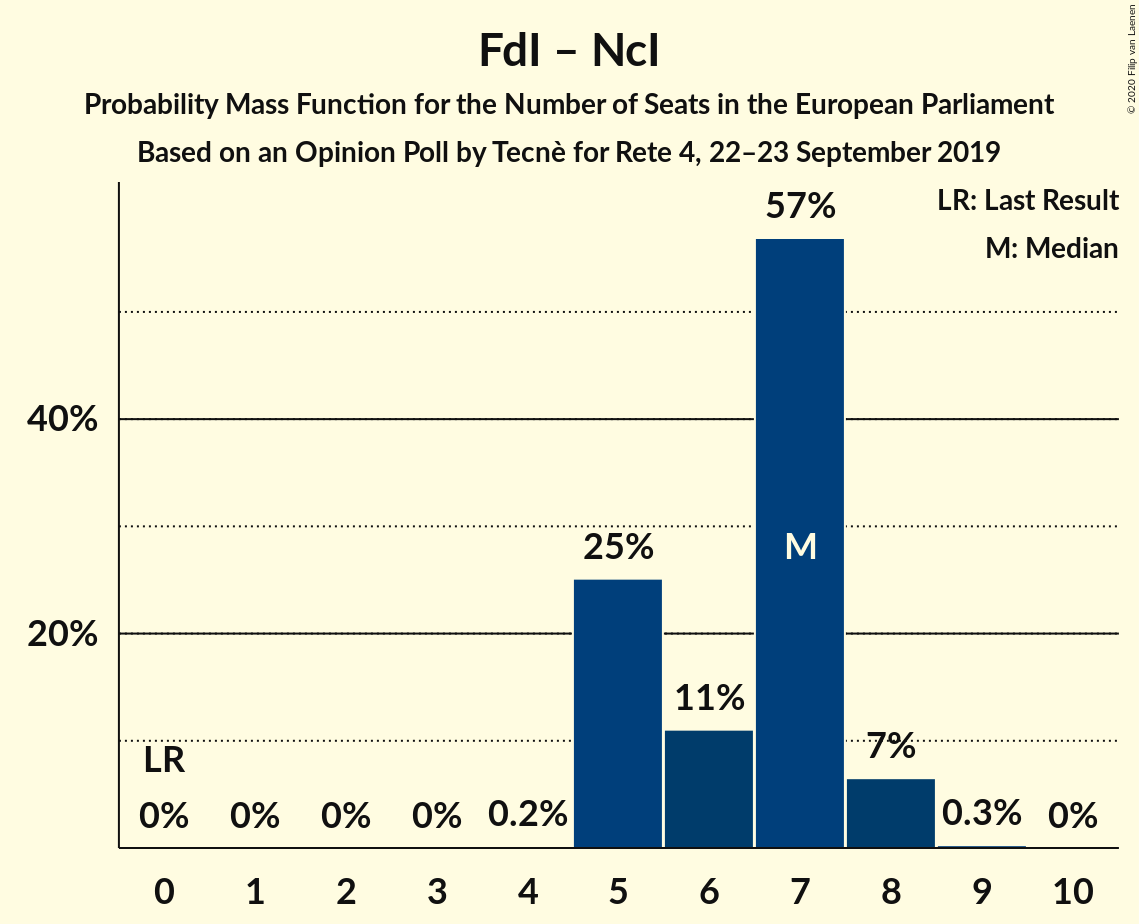 FdI – NcI
Probability Mass Function for the Number of Seats in the European Parliament
Based on an Opinion Poll by Tecnè for Rete 4, 22–23 September 2019
© 2020 Filip van Laenen
LR: Last Result
M: Median
57%
40%
25%
M
20%
11%
LR
7%
0% 0% 0% 0% 0.2% 0.3% 0%
0 1 2 3 4 5 6 7 8 9 10